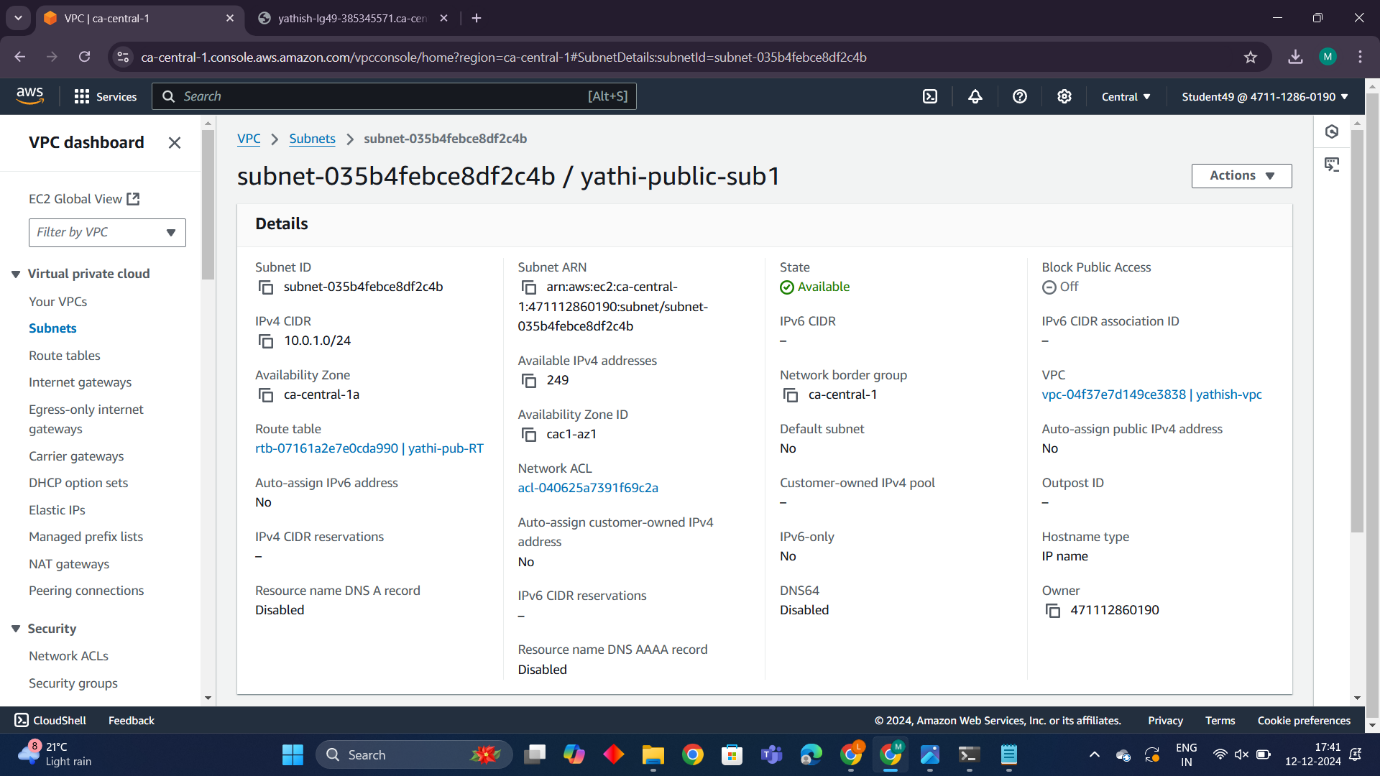 VPC | ca-central-1
yathish-lg49-385345571.ca-cen
ca-central-1.console.aws.amazon.com/vpcconsole/home?region=ca-central-1#SubnetDetails:subnetId=subnet-035b4febce8df2c4b
M
aws
Services
Search
[Alt+S]
Central
Student49 @ 4711-1286-0190
VPC dashboard
EC2 Global View
Filter by VPC
Virtual private cloud
Your VPCs
Subnets
Route tables
Internet gateways
Egress-only internet
gateways
Carrier gateways
DHCP option sets
Elastic IPs
Managed prefix lists
NAT gateways
Peering connections
Security
Network ACLs
Security groups
VPC > Subnets > subnet-035b4febce8df2c4b
subnet-035b4febce8df2c4b / yathi-public-sub1
Actions
Details
Subnet ID
subnet-035b4febce8df2c4b
IPv4 CIDR
10.0.1.0/24
Availability Zone
ca-central-1a
Route table
rtb-07161a2e7e0cda990 | yathi-pub-RT
Auto-assign IPv6 address
No
IPv4 CIDR reservations
–
Resource name DNS A record
Disabled
Subnet ARN
arn:aws:ec2:ca-central-
1:471112860190:subnet/subnet-
035b4febce8df2c4b
Available IPv4 addresses
249
Availability Zone ID
cac1-az1
Network ACL
acl-040625a7391f69c2a
Auto-assign customer-owned IPv4
address
No
IPv6 CIDR reservations
–
Resource name DNS AAAA record
Disabled
State
Available
IPv6 CIDR
–
Network border group
ca-central-1
Default subnet
No
Customer-owned IPv4 pool
–
IPv6-only
No
DNS64
Disabled
Block Public Access
Off
IPv6 CIDR association ID
–
VPC
vpc-04f37e7d149ce3838 | yathish-vpc
Auto-assign public IPv4 address
No
Outpost ID
–
Hostname type
IP name
Owner
471112860190
CloudShell
Feedback
© 2024, Amazon Web Services, Inc. or its affiliates.
Privacy
Terms
Cookie preferences
8
21°C
Light rain
Search
L
M
ENG
IN
17:41
12-12-2024